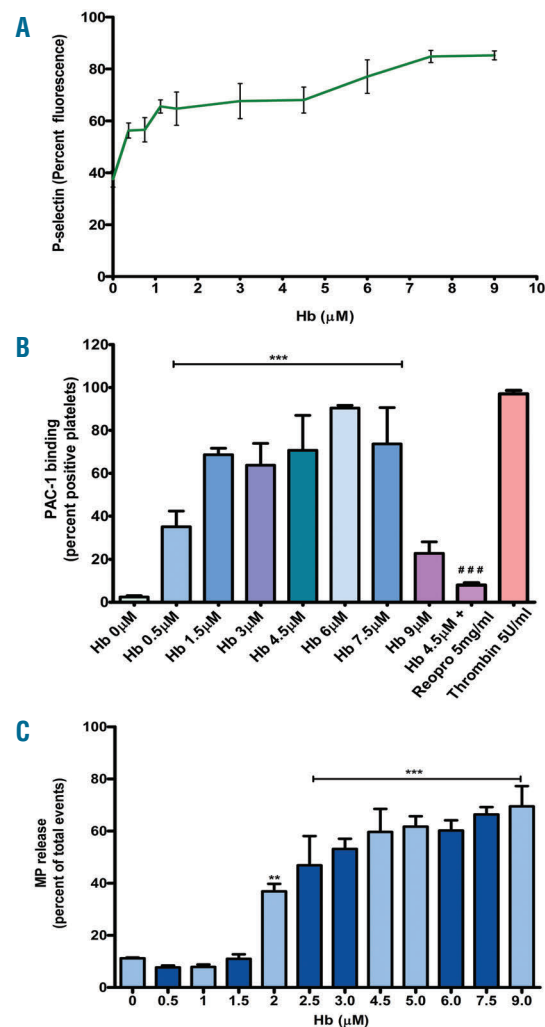 A
P-selectin (Percent fluorescence)
100
80
60
40
20
0
0 1 2 3 4 5 6 7 8 9 10
Hb (μM)
B
PAC-1 binding
(percent positive platelets)
120
100
80
60
40
20
0
***
###
Hb 0μM
Hb 0.5μM
Hb 1.5μM
Hb 3μM
Hb 4.5μM
Hb 6μM
Hb 7.5μM
Hb 9μM
Hb 4.5μM +
Reopro 5mg/ml
Thrombin 5U/ml
C
MP release
(percent of total events)
100
80
60
40
20
0
**
***
0 0.5 1 1.5 2 2.5 3.0 4.5 5.0 6.0 7.5 9.0
Hb (μM)